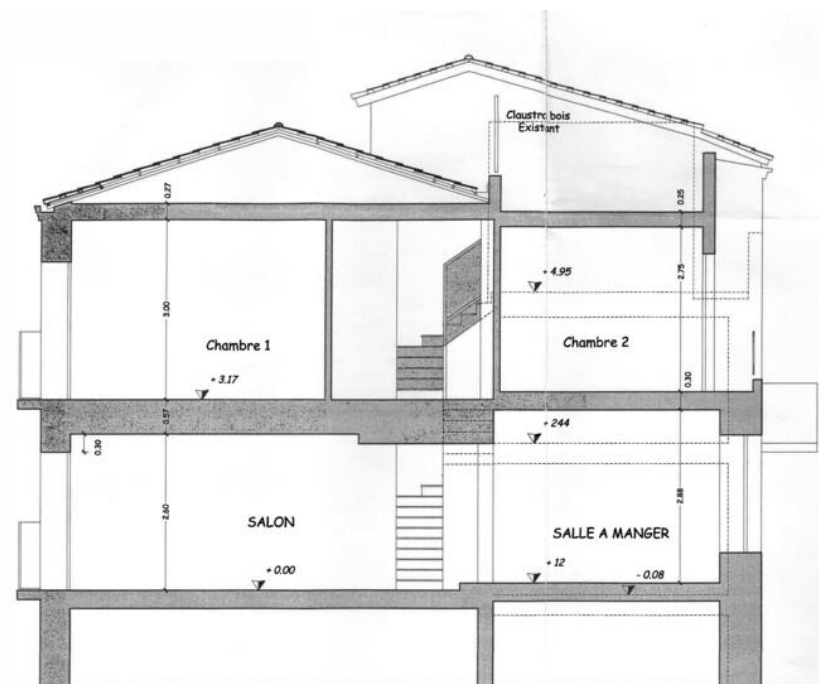 Claustra bois
Existant
0.27
0.25
+ 4.95
2.75
3.00
Chambre 1
Chambre 2
+ 3.17
0.30
0.57
+ 244
0.30
2.60
2.88
SALON
SALLE A MANGER
+ 0.00
+ 12
- 0.08